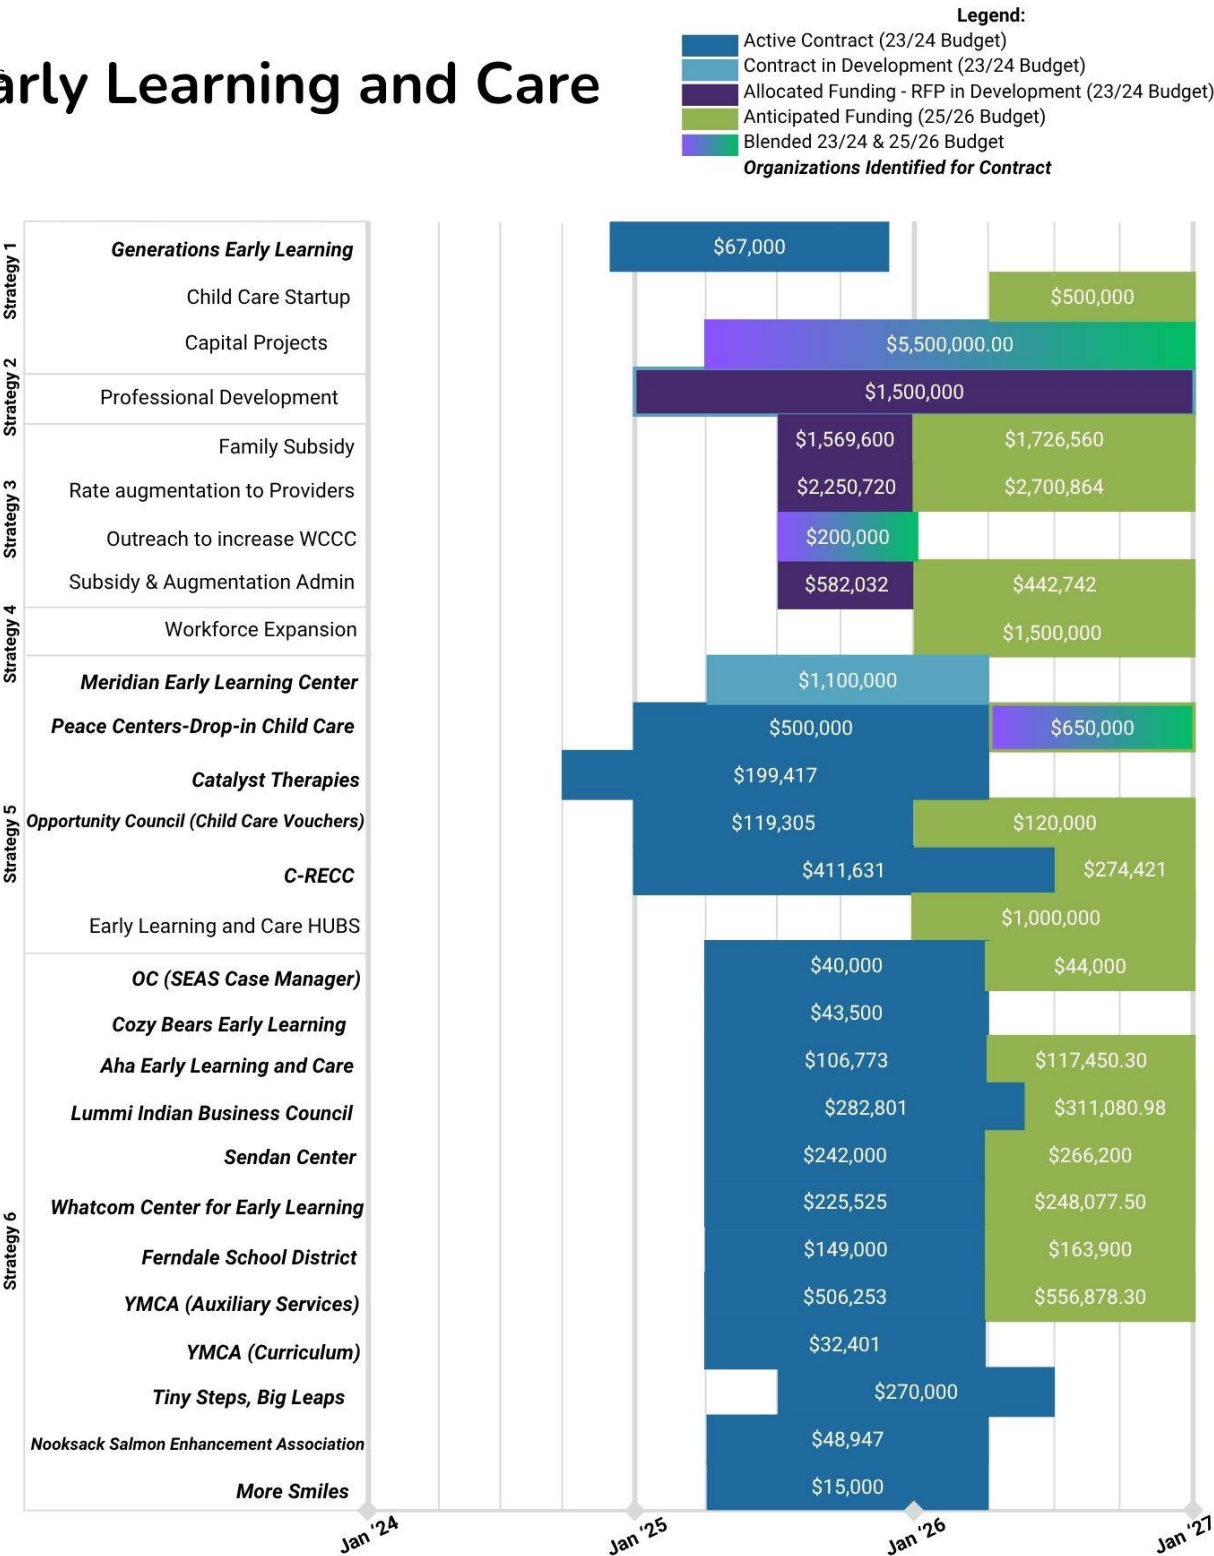 Legend:
Active Contract (23/24 Budget)
Contract in Development (23/24 Budget)
Allocated Funding - RFP in Development (23/24 Budget)
Anticipated Funding (25/26 Budget)
Blended 23/24 & 25/26 Budget
Organizations Identified for Contract
arly Learning and Care
Strategy 1
Generations Early Learning
$67,000
Child Care Startup
$500,000
Capital Projects
$5,500,000.00
Strategy 2
Professional Development
$1,500,000
Strategy 3
Family Subsidy
$1,569,600
$1,726,560
Rate augmentation to Providers
$2,250,720
$2,700,864
Outreach to increase WCCC
$200,000
Subsidy & Augmentation Admin
$582,032
$442,742
Strategy 4
Workforce Expansion
$1,500,000
Strategy 5
Meridian Early Learning Center
$1,100,000
Peace Centers-Drop-in Child Care
$500,000
$650,000
Catalyst Therapies
$199,417
Opportunity Council (Child Care Vouchers)
$119,305
$120,000
C-RECC
$411,631
$274,421
Early Learning and Care HUBS
$1,000,000
Strategy 6
OC (SEAS Case Manager)
$40,000
$44,000
Cozy Bears Early Learning
$43,500
Aha Early Learning and Care
$106,773
$117,450.30
Lummi Indian Business Council
$282,801
$311,080.98
Sendan Center
$242,000
$266,200
Whatcom Center for Early Learning
$225,525
$248,077.50
Ferndale School District
$149,000
$163,900
YMCA (Auxiliary Services)
$506,253
$556,878.30
YMCA (Curriculum)
$32,401
Tiny Steps, Big Leaps
$270,000
Nooksack Salmon Enhancement Association
$48,947
More Smiles
$15,000
Jan '24
Jan '25
Jan '26
Jan '27